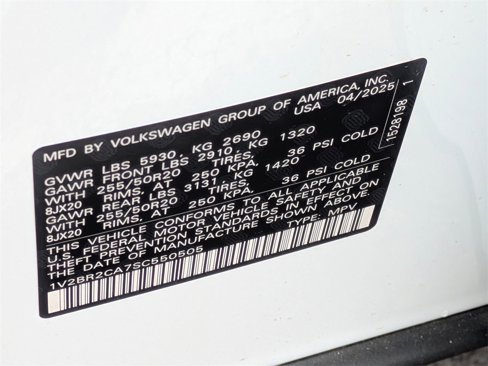 MFD BY VOLKSWAGEN GROUP OF AMERICA, INC.
USA 04/2025
GVWR LBS 5930, KG 2690
GAWR FRONT LBS 2910, KG 1320
WITH 255/50R20 TIRES,
8JX20 RIMS, AT 250 KPA, 36 PSI COLD
GAWR REAR LBS 3131 KG 1420
WITH 255/50R20 TIRES,
8JX20 RIMS, AT 250 KPA, 36 PSI COLD
THIS VEHICLE CONFORMS TO ALL APPLICABLE
U.S. FEDERAL MOTOR VEHICLE SAFETY AND
THEFT PREVENTION STANDARDS IN EFFECT ON
THE DATE OF MANUFACTURE SHOWN ABOVE.
1V2BR2CA7SC550505 TYPE: MPV
1528198 1